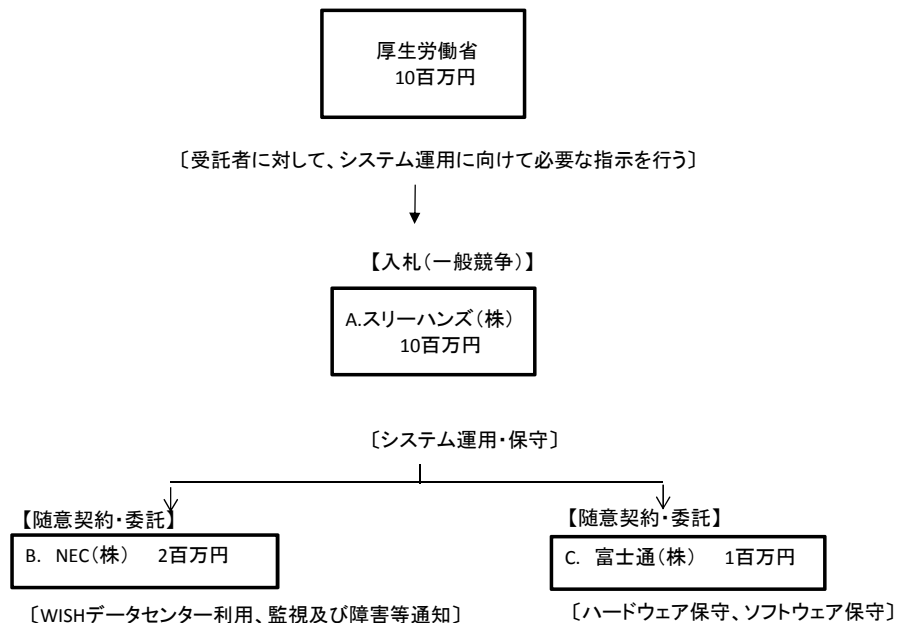 厚生労働省
10百万円
〔受託者に対して、システム運用に向けて必要な指示を行う〕
【入札（一般競争）】
A.スリーハンズ（株）
10百万円
〔システム運用・保守〕
【随意契約・委託】
B. NEC（株） 2百万円
〔WISHデータセンター利用、監視及び障害等通知〕
【随意契約・委託】
C. 富士通（株） 1百万円
〔ハードウェア保守、ソフトウェア保守〕